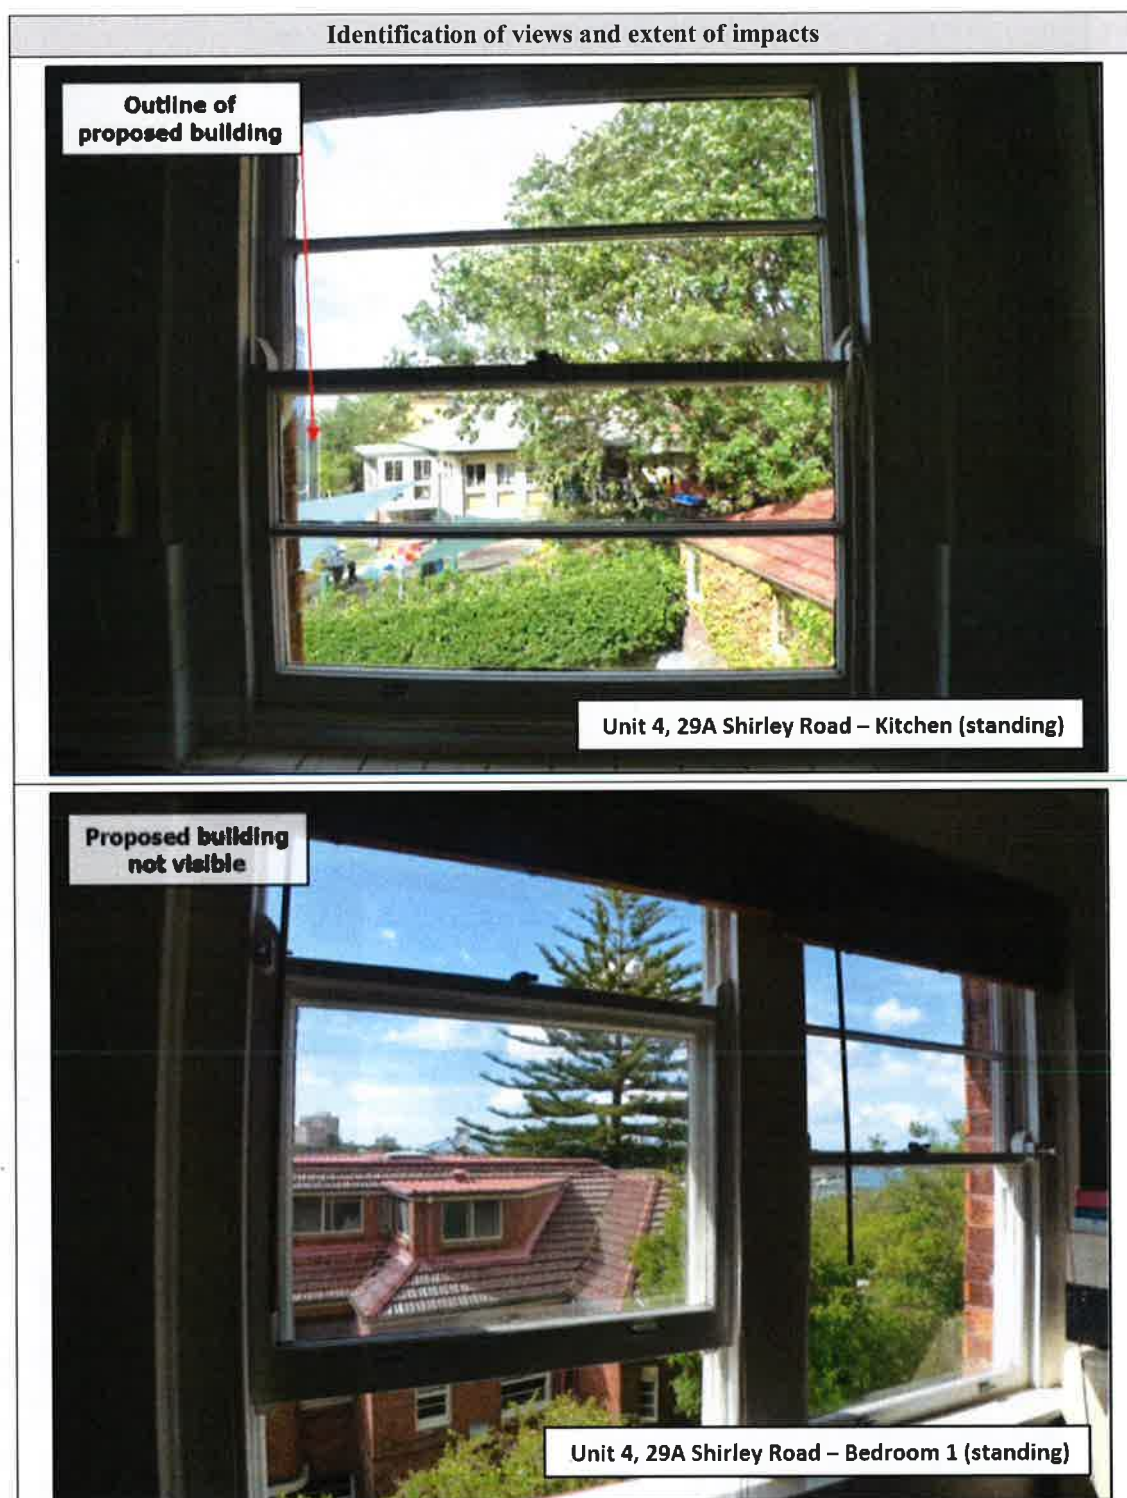 Identification of views and extent of impacts
Outline of
proposed building
Unit 4, 29A Shirley Road – Kitchen (standing)
Proposed building
not visible
Unit 4, 29A Shirley Road – Bedroom 1 (standing)